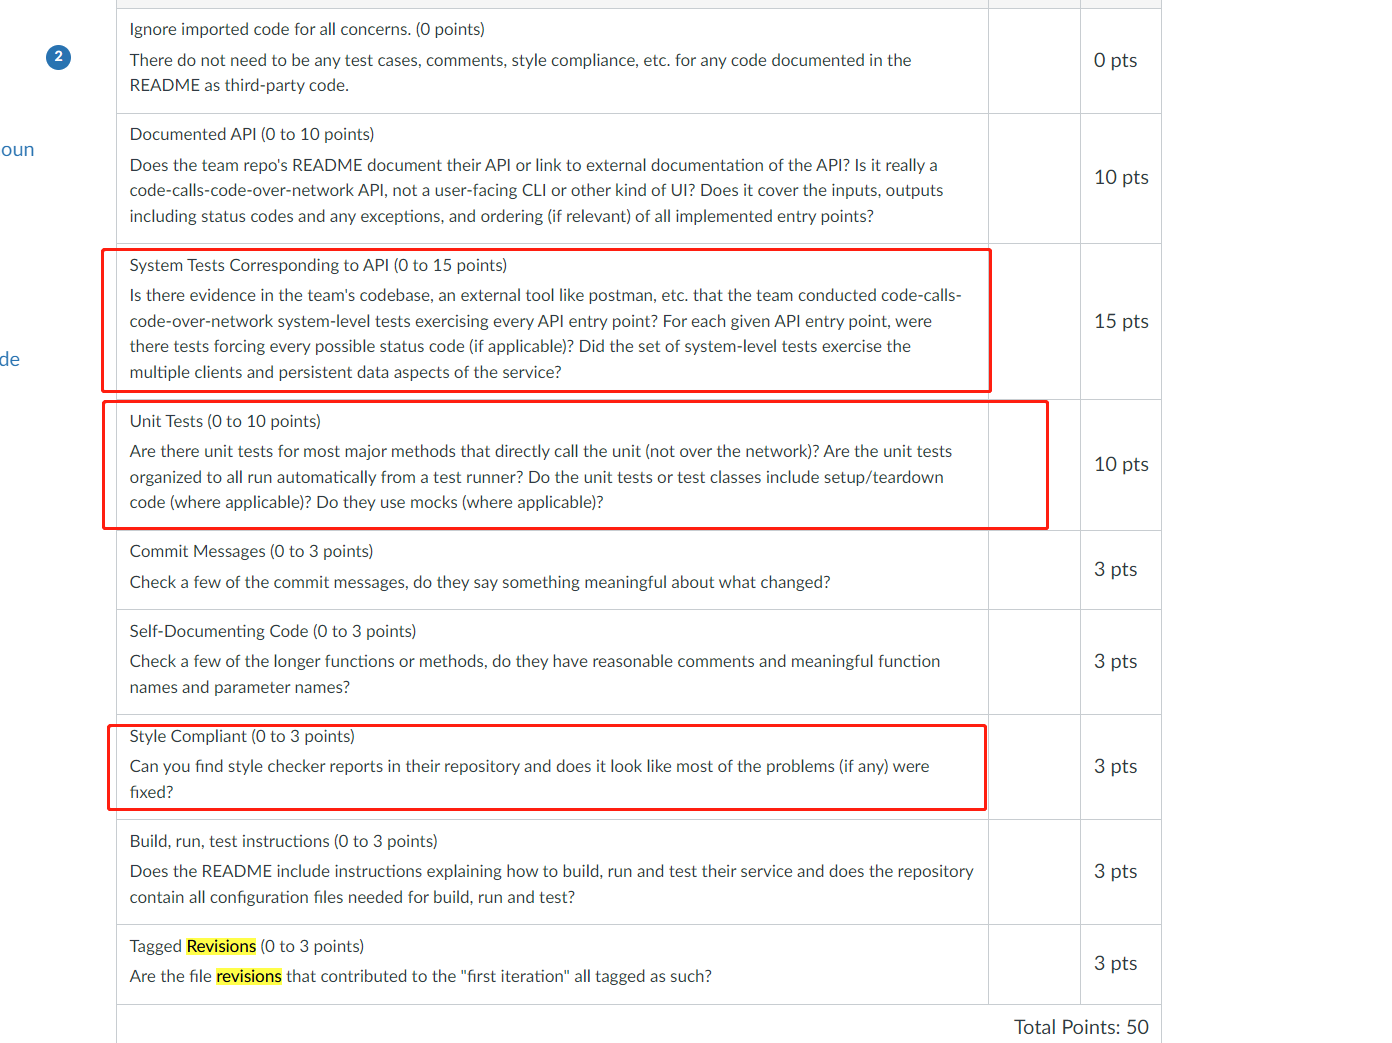 Ignore imported code for all concerns. (0 points)
2
There do not need to be any test cases, comments, style compliance, etc. for any code documented in the
README as third-party code.
0 pts
Documented API (0 to 10 points)
oun
Does the team repo's README document their API or link to external documentation of the API? Is it really a
code-calls-code-over-network API, not a user-facing CLI or other kind of UI? Does it cover the inputs, outputs
including status codes and any exceptions, and ordering (if relevant) of all implemented entry points?
10 pts
System Tests Corresponding to API (0 to 15 points)
Is there evidence in the team's codebase, an external tool like postman, etc. that the team conducted code-calls-
code-over-network system-level tests exercising every API entry point? For each given API entry point, were
there tests forcing every possible status code (if applicable)? Did the set of system-level tests exercise the
multiple clients and persistent data aspects of the service?
15 pts
de
Unit Tests (0 to 10 points)
Are there unit tests for most major methods that directly call the unit (not over the network)? Are the unit tests
organized to all run automatically from a test runner? Do the unit tests or test classes include setup/teardown
code (where applicable)? Do they use mocks (where applicable)?
10 pts
Commit Messages (0 to 3 points)
Check a few of the commit messages, do they say something meaningful about what changed?
3 pts
Self-Documenting Code (0 to 3 points)
Check a few of the longer functions or methods, do they have reasonable comments and meaningful function
names and parameter names?
3 pts
Style Compliant (0 to 3 points)
Can you find style checker reports in their repository and does it look like most of the problems (if any) were
fixed?
3 pts
Build, run, test instructions (0 to 3 points)
Does the README include instructions explaining how to build, run and test their service and does the repository
contain all configuration files needed for build, run and test?
3 pts
Tagged Revisions (0 to 3 points)
Are the file revisions that contributed to the "first iteration" all tagged as such?
3 pts
Total Points: 50